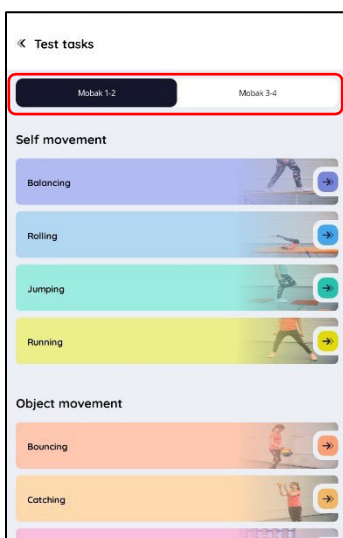 Test tasks
Mobak 1-2 Mobak 3-4
Self movement
Balancing
Rolling
Jumping
Running
Object movement
Bouncing
Catching